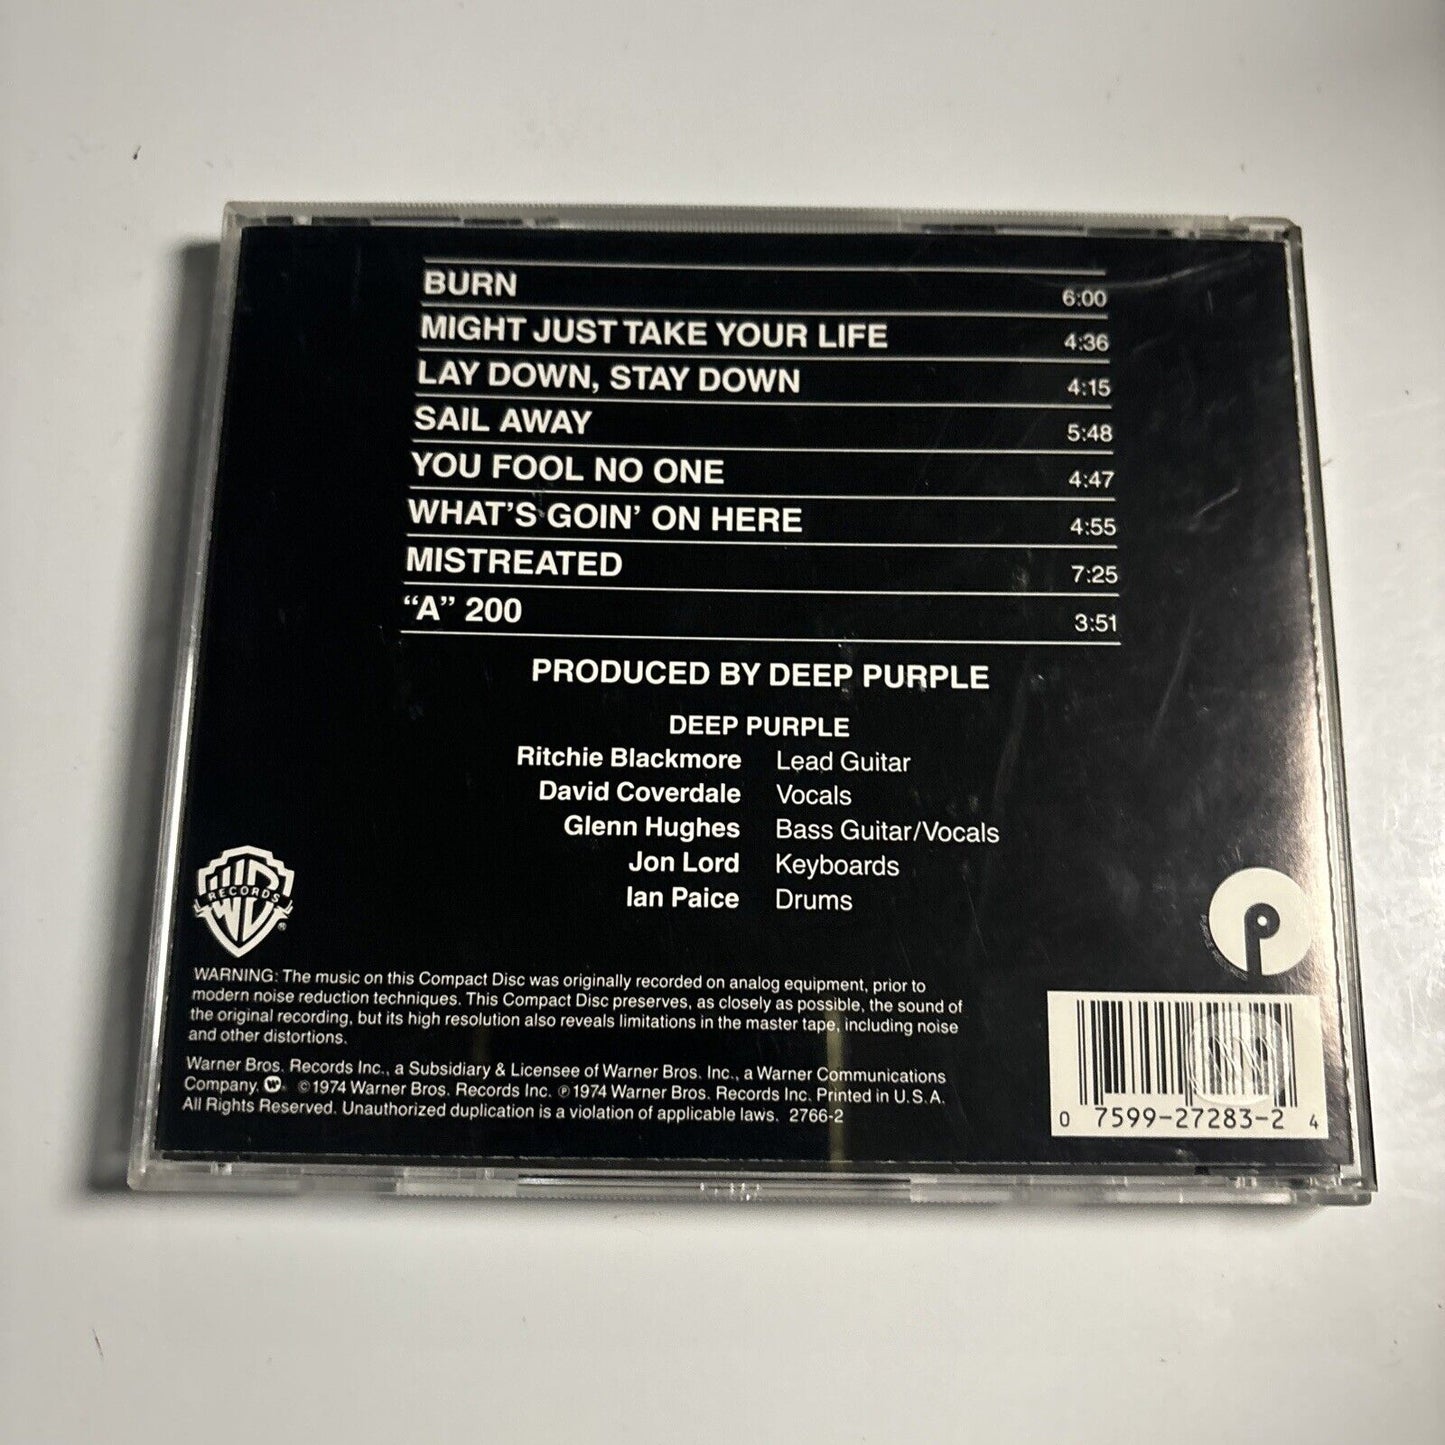 BURN 6:00
MIGHT JUST TAKE YOUR LIFE 4:36
LAY DOWN, STAY DOWN 4:15
SAIL AWAY 5:48
YOU FOOL NO ONE 4:47
WHAT'S GOIN' ON HERE 4:55
MISTREATED 7:25
“A” 200 3:51
PRODUCED BY DEEP PURPLE
DEEP PURPLE
Ritchie Blackmore Lead Guitar
David Coverdale Vocals
Glenn Hughes Bass Guitar/Vocals
Jon Lord Keyboards
Ian Paice Drums
RECORDS
®
WARNING: The music on this Compact Disc was originally recorded on analog equipment, prior to
modern noise reduction techniques. This Compact Disc preserves, as closely as possible, the sound of
the original recording, but its high resolution also reveals limitations in the master tape, including noise
and other distortions.
Warner Bros. Records Inc., a Subsidiary & Licensee of Warner Bros. Inc., a Warner Communications
Company. ©1974 Warner Bros. Records Inc. ℗1974 Warner Bros. Records Inc. Printed in U.S.A.
All Rights Reserved. Unauthorized duplication is a violation of applicable laws. 2766-2
0 7599-27283-2 4